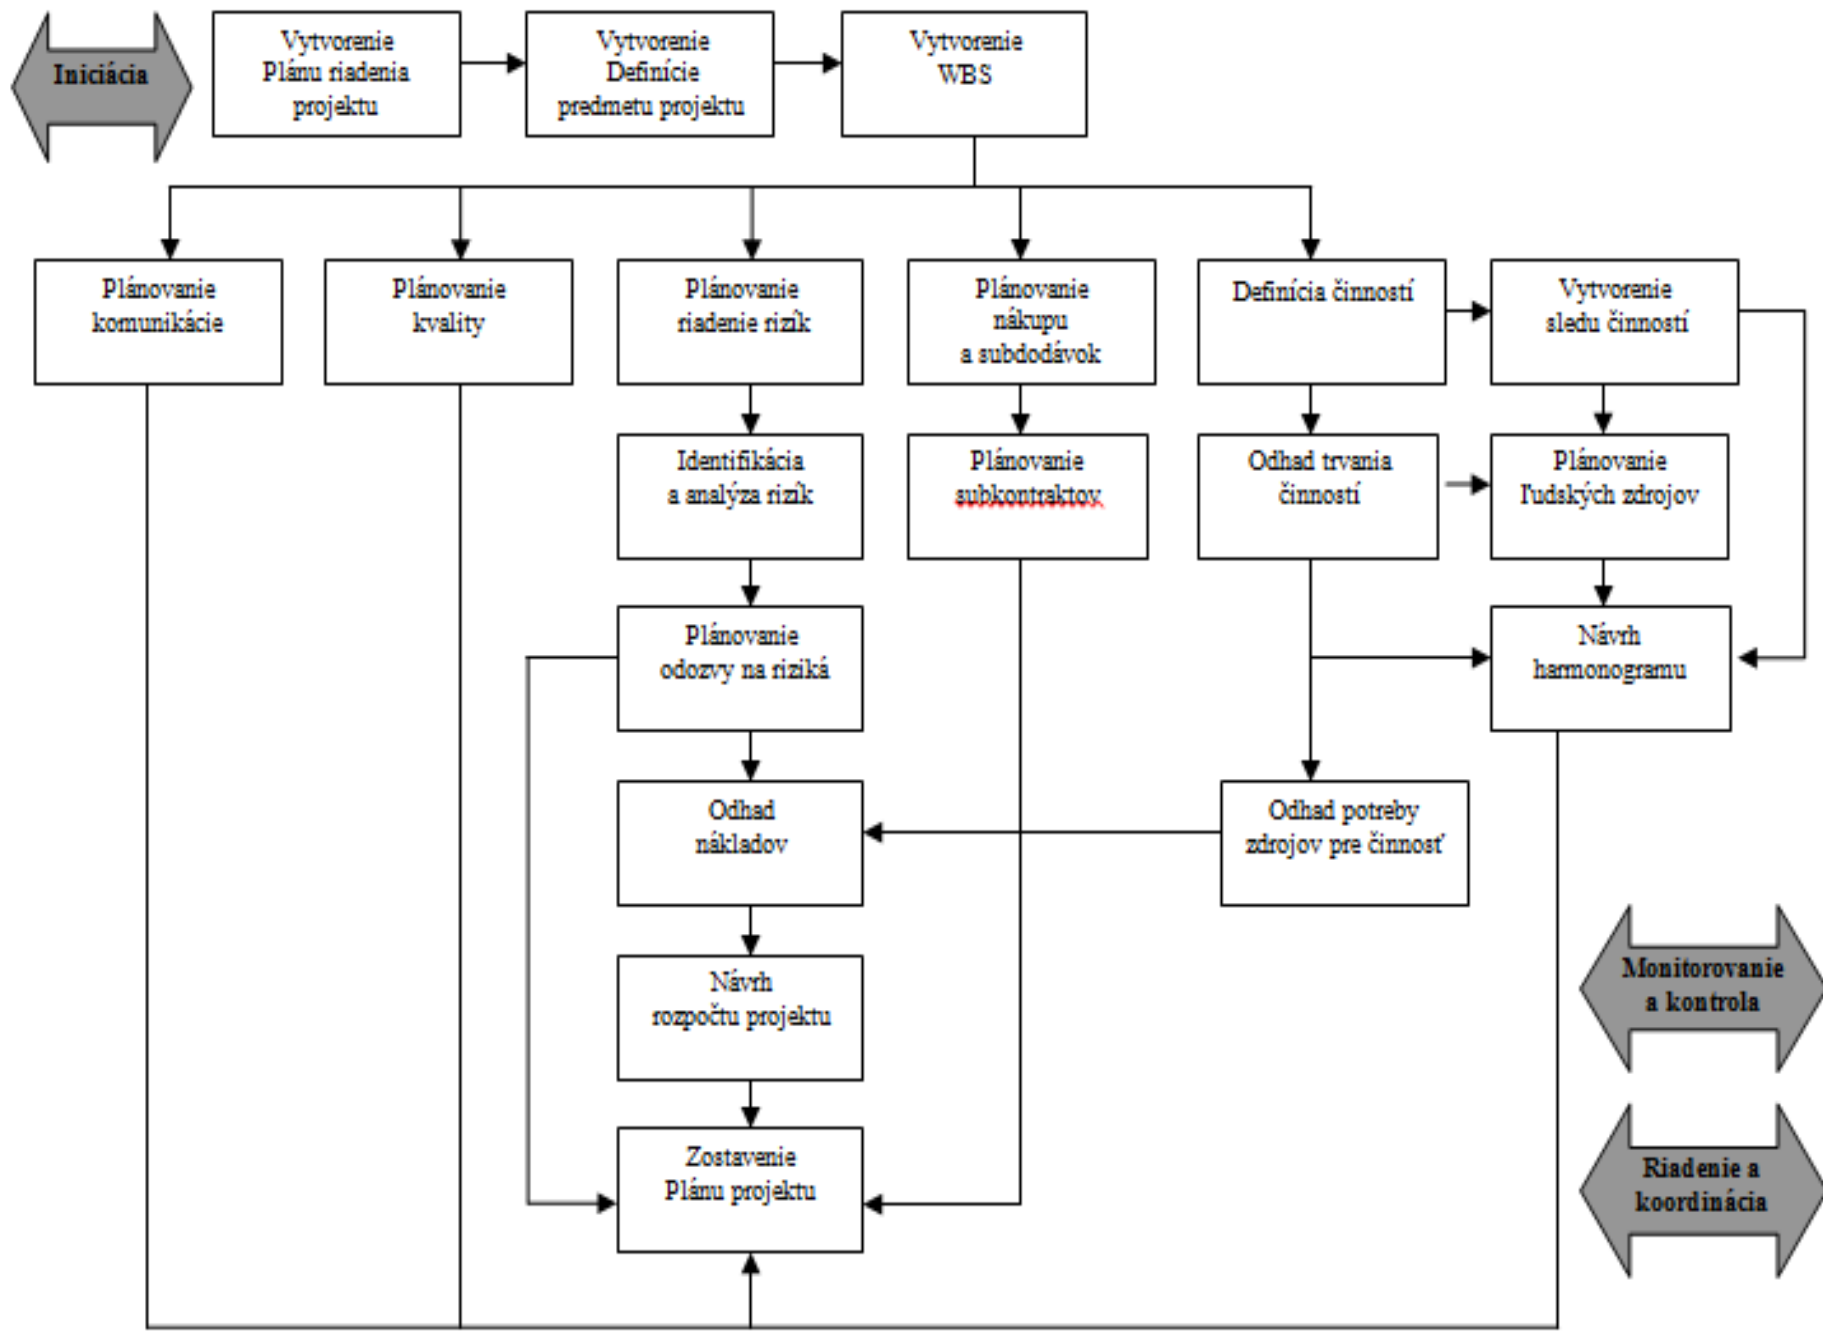 Iniciácia
Vytvorenie
Plánu riadenia
projektu
Vytvorenie
Definície
predmetu projektu
Vytvorenie
WBS
Plánovanie
komunikácie
Plánovanie
kvality
Plánovanie
riadenie rizík
Plánovanie
nákupu
a subdodávok
Definícia činností
Vytvorenie
sledu činností
Identifikácia
a analýza rizík
Plánovanie
subkontraktov
Odhad trvania
činností
Plánovanie
ľudských zdrojov
Plánovanie
odozvy na riziká
Návrh
harmonogramu
Odhad
nákladov
Odhad potreby
zdrojov pre činnosť
Návrh
rozpočtu projektu
Monitorovanie
a kontrola
Zostavenie
Plánu projektu
Riadenie a
koordinácia